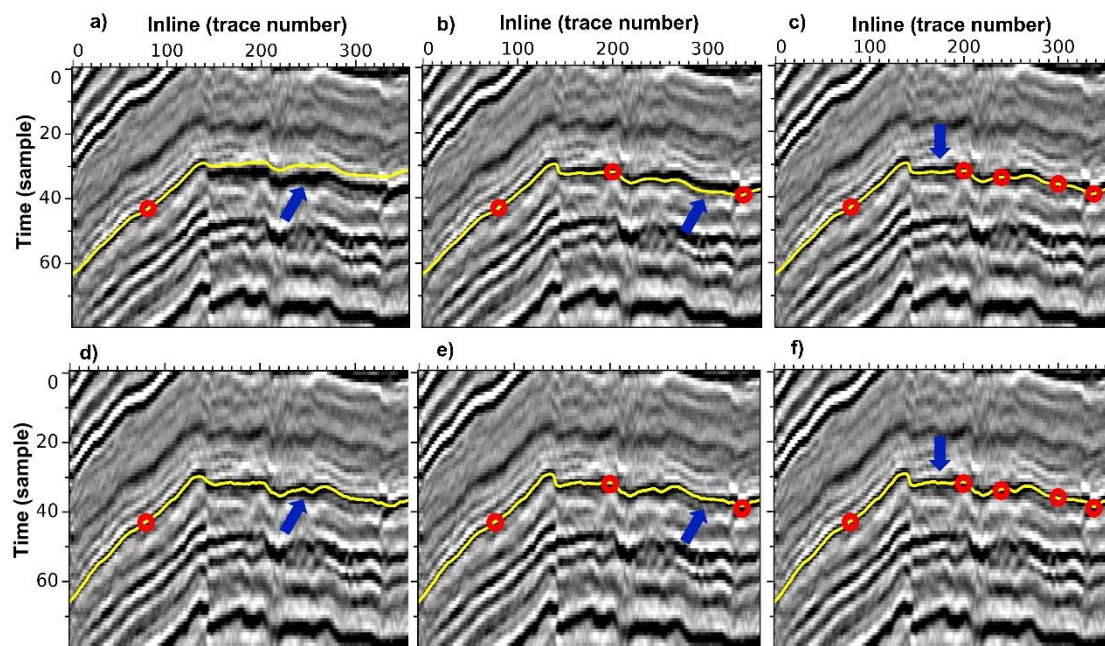 a) Inline (trace number)
b) Inline (trace number)
c) Inline (trace number)
0 100 200 300
0 100 200 300
0 100 200 300
Time (sample)
0
20
40
60
d)
e)
f)
Time (sample)
0
20
40
60